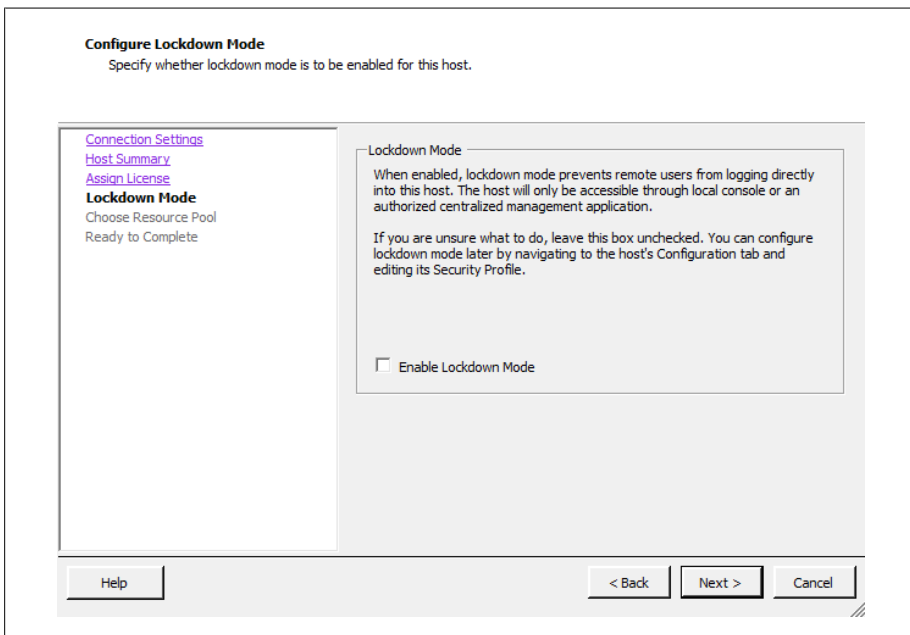 Configure Lockdown Mode
Specify whether lockdown mode is to be enabled for this host.
Connection Settings
Host Summary
Assign License
Lockdown Mode
Choose Resource Pool
Ready to Complete
Lockdown Mode
When enabled, lockdown mode prevents remote users from logging directly
into this host. The host will only be accessible through local console or an
authorized centralized management application.
If you are unsure what to do, leave this box unchecked. You can configure
lockdown mode later by navigating to the host's Configuration tab and
editing its Security Profile.
Enable Lockdown Mode
Help
< Back
Next >
Cancel